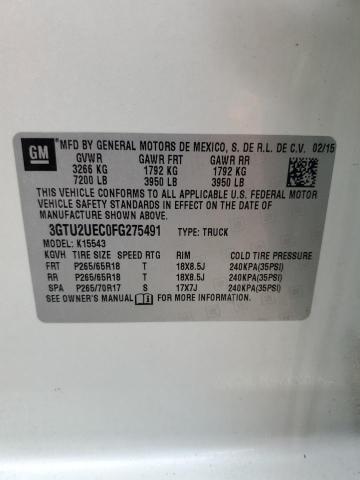 GM
MFD BY GENERAL MOTORS DE MEXICO, S. DE R.L. DE C.V. 02/15
GVWR GAWR FRT GAWR RR
3266 KG 1792 KG 1792 KG
7200 LB 3950 LB 3950 LB
THIS VEHICLE CONFORMS TO ALL APPLICABLE U.S. FEDERAL MOTOR
VEHICLE SAFETY STANDARDS IN EFFECT ON THE DATE OF
MANUFACTURE SHOWN ABOVE.
3GTU2UEC0FG275491 TYPE: TRUCK
MODEL: K15543
KGVH TIRE SIZE SPEED RTG RIM COLD TIRE PRESSURE
FRT P265/65R18 T 18X8.5J 240KPA(35PSI)
RR P265/65R18 T 18X8.5J 240KPA(35PSI)
SPA P265/70R17 S 17X7J 240KPA(35PSI)
SEE OWNER'S MANUAL FOR MORE INFORMATION.